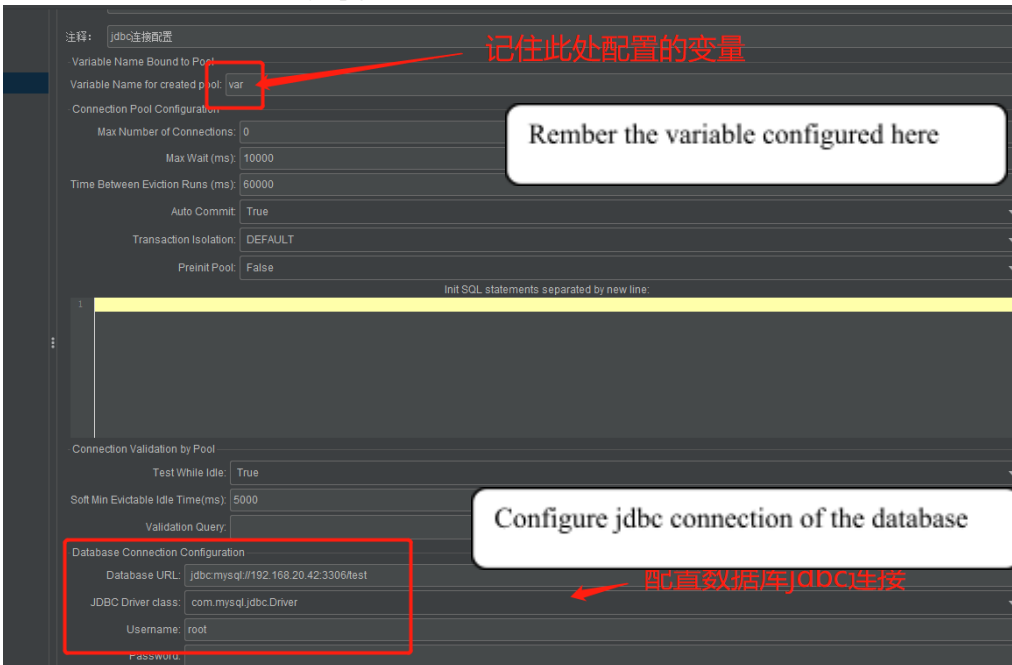 注释: jdbc连接配置
记住此处配置的变量
Variable Name Bound to Pool
Variable Name for created pool: var
Connection Pool Configuration
Max Number of Connections: 0
Rember the variable configured here
Max Wait (ms): 10000
Time Between Eviction Runs (ms): 60000
Auto Commit: True
Transaction Isolation: DEFAULT
Preinit Pool: False
Init SQL statements separated by new line:
1
Connection Validation by Pool
Test While Idle: True
Soft Min Evictable Idle Time(ms): 5000
Configure jdbc connection of the database
Validation Query:
Database Connection Configuration
Database URL: jdbc:mysql://192.168.20.42:3306/test
配置数据库jdbc连接
JDBC Driver class: com.mysql.jdbc.Driver
Username: root
Password: